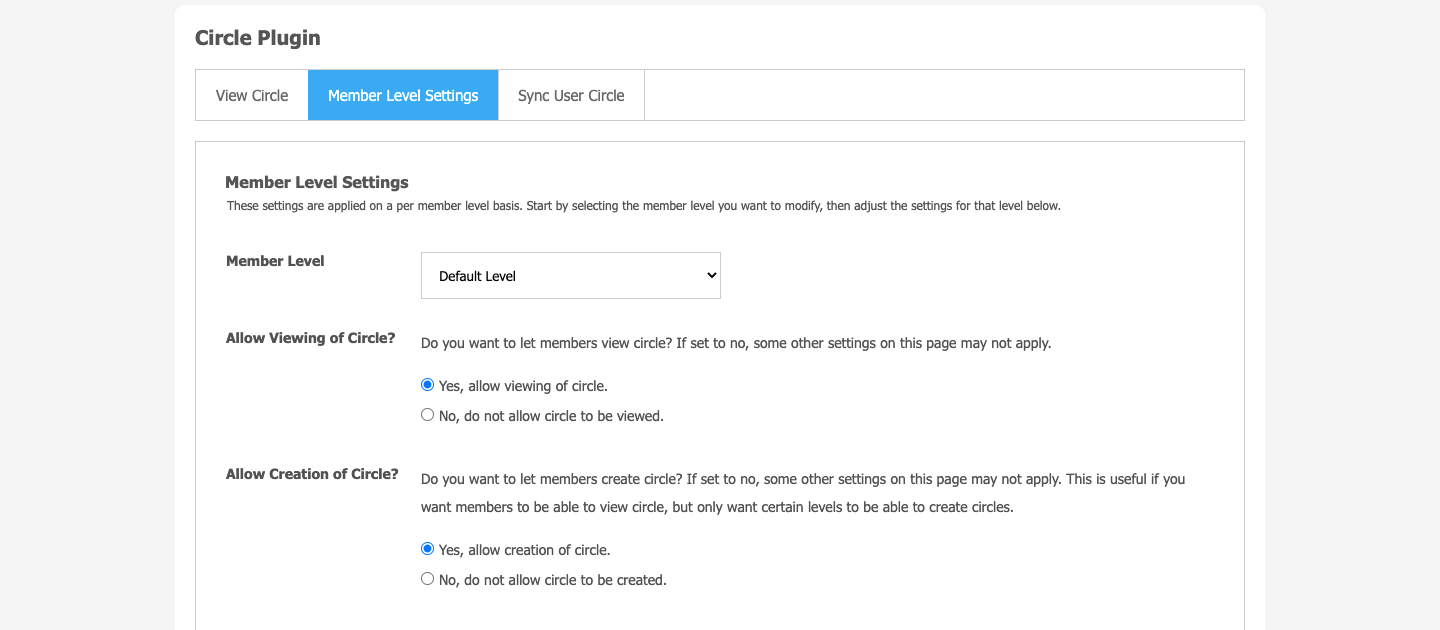 Circle Plugin
View Circle
Member Level Settings
Sync User Circle
Member Level Settings
These settings are applied on a per member level basis. Start by selecting the member level you want to modify, then adjust the settings for that level below.
Member Level
Default Level
Allow Viewing of Circle?
Do you want to let members view circle? If set to no, some other settings on this page may not apply.
Yes, allow viewing of circle.
No, do not allow circle to be viewed.
Allow Creation of Circle?
Do you want to let members create circle? If set to no, some other settings on this page may not apply. This is useful if you
want members to be able to view circle, but only want certain levels to be able to create circles.
Yes, allow creation of circle.
No, do not allow circle to be created.